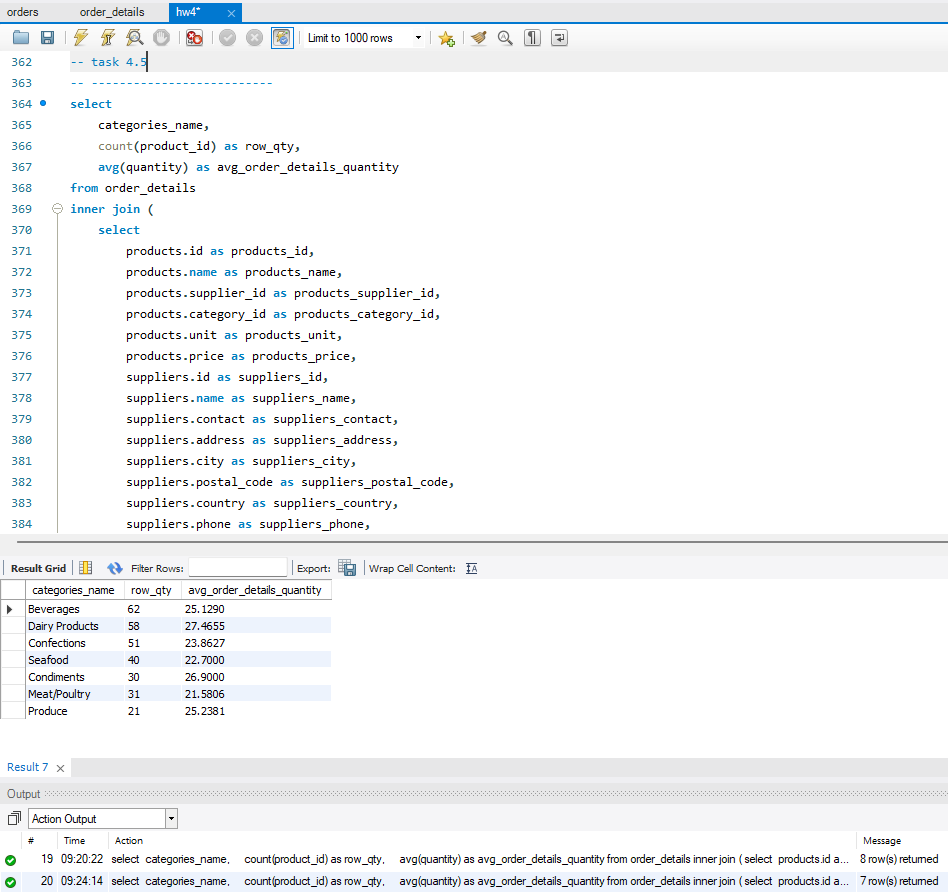 orders order_details hw4*
Limit to 1000 rows
362 -- task 4.5
363 -- --------------------------
364 select
365 categories_name,
366 count(product_id) as row_qty,
367 avg(quantity) as avg_order_details_quantity
368 from order_details
369 inner join (
370 select
371 products.id as products_id,
372 products.name as products_name,
373 products.supplier_id as products_supplier_id,
374 products.category_id as products_category_id,
375 products.unit as products_unit,
376 products.price as products_price,
377 suppliers.id as suppliers_id,
378 suppliers.name as suppliers_name,
379 suppliers.contact as suppliers_contact,
380 suppliers.address as suppliers_address,
381 suppliers.city as suppliers_city,
382 suppliers.postal_code as suppliers_postal_code,
383 suppliers.country as suppliers_country,
384 suppliers.phone as suppliers_phone,
Result Grid Filter Rows: Export: Wrap Cell Content:
categories_name row_qty avg_order_details_quantity
Beverages 62 25.1290
Dairy Products 58 27.4655
Confections 51 23.8627
Seafood 40 22.7000
Condiments 30 26.9000
Meat/Poultry 31 21.5806
Produce 21 25.2381
Result 7
Output
Action Output
# Time Action Message
19 09:20:22 select categories_name, count(product_id) as row_qty, avg(quantity) as avg_order_details_quantity from order_details inner join ( select products.id a... 8 row(s) returned
20 09:24:14 select categories_name, count(product_id) as row_qty, avg(quantity) as avg_order_details_quantity from order_details inner join ( select products.id a... 7 row(s) returned